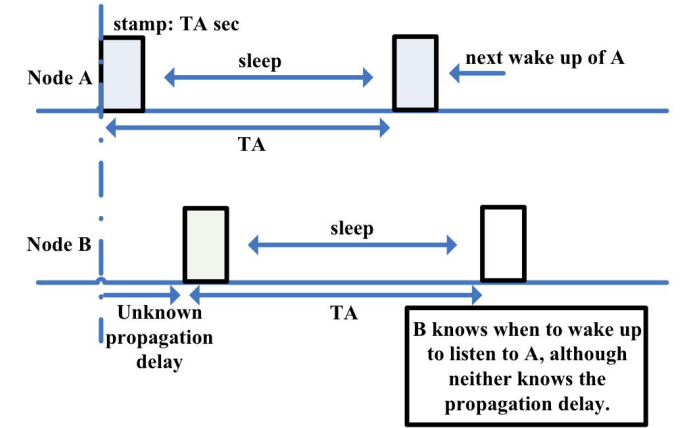 stamp: TA sec
Node A
sleep
next wake up of A
TA
Node B
sleep
Unknown
propagation
delay
TA
B knows when to wake up
to listen to A, although
neither knows the
propagation delay.